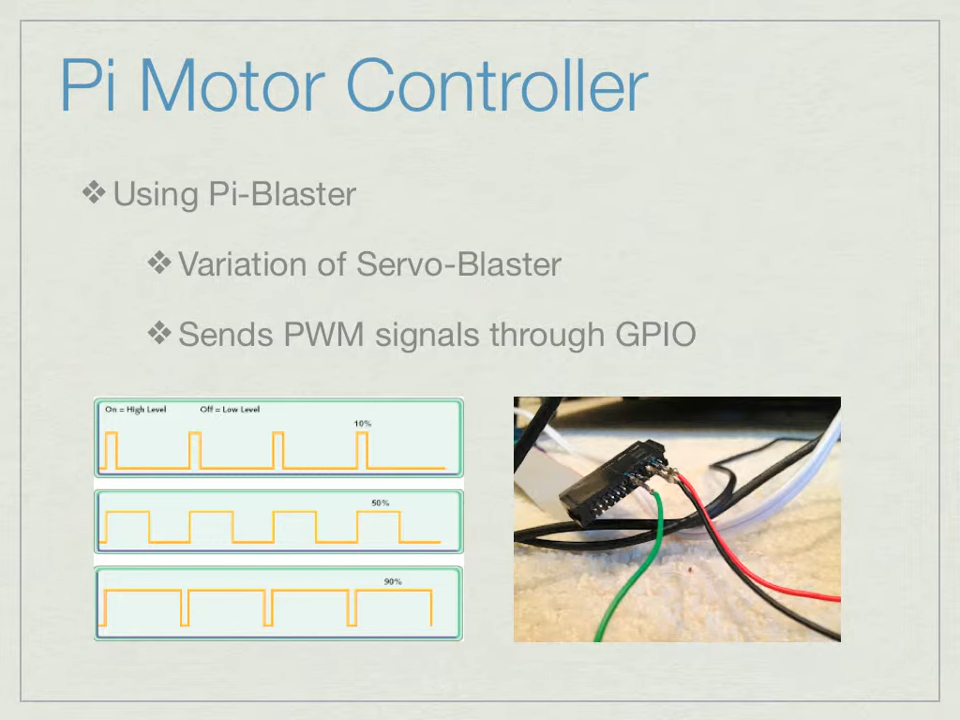 Pi Motor Controller
❖ Using Pi-Blaster
❖ Variation of Servo-Blaster
❖ Sends PWM signals through GPIO
On = High Level Off = Low Level
10%
50%
90%